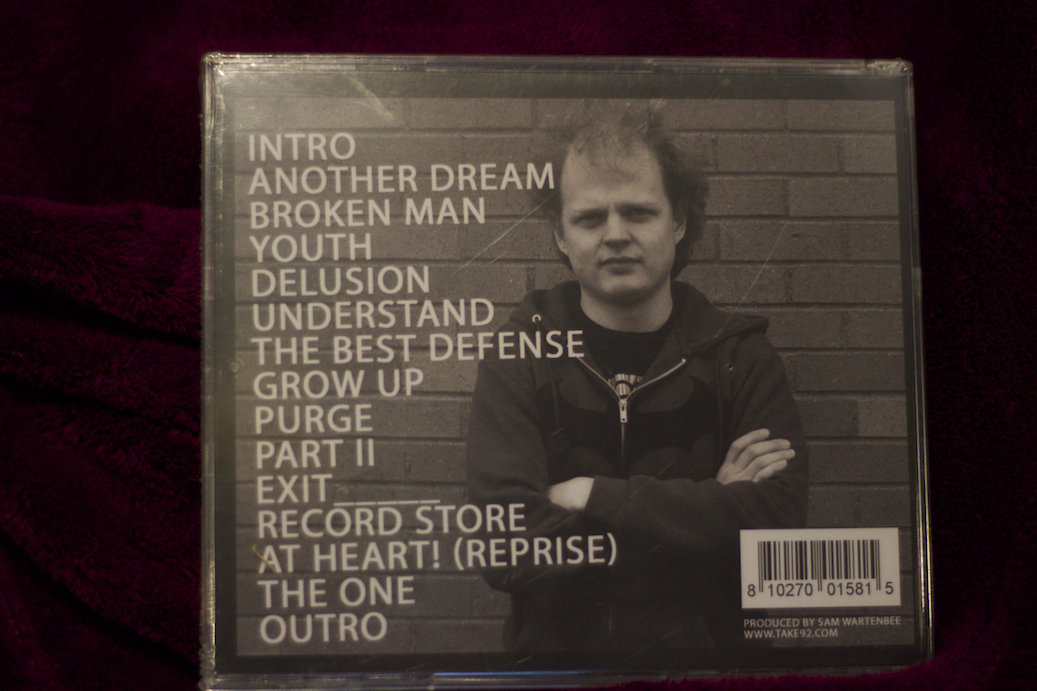 INTRO
ANOTHER DREAM
BROKEN MAN
YOUTH
DELUSION
UNDERSTAND
THE BEST DEFENSE
GROW UP
PURGE
PART II
EXIT ______
RECORD STORE
AT HEART! (REPRISE)
THE ONE
OUTRO
8 10270 01581 5
PRODUCED BY SAM WARTENBEE
WWW.TAKE92.COM